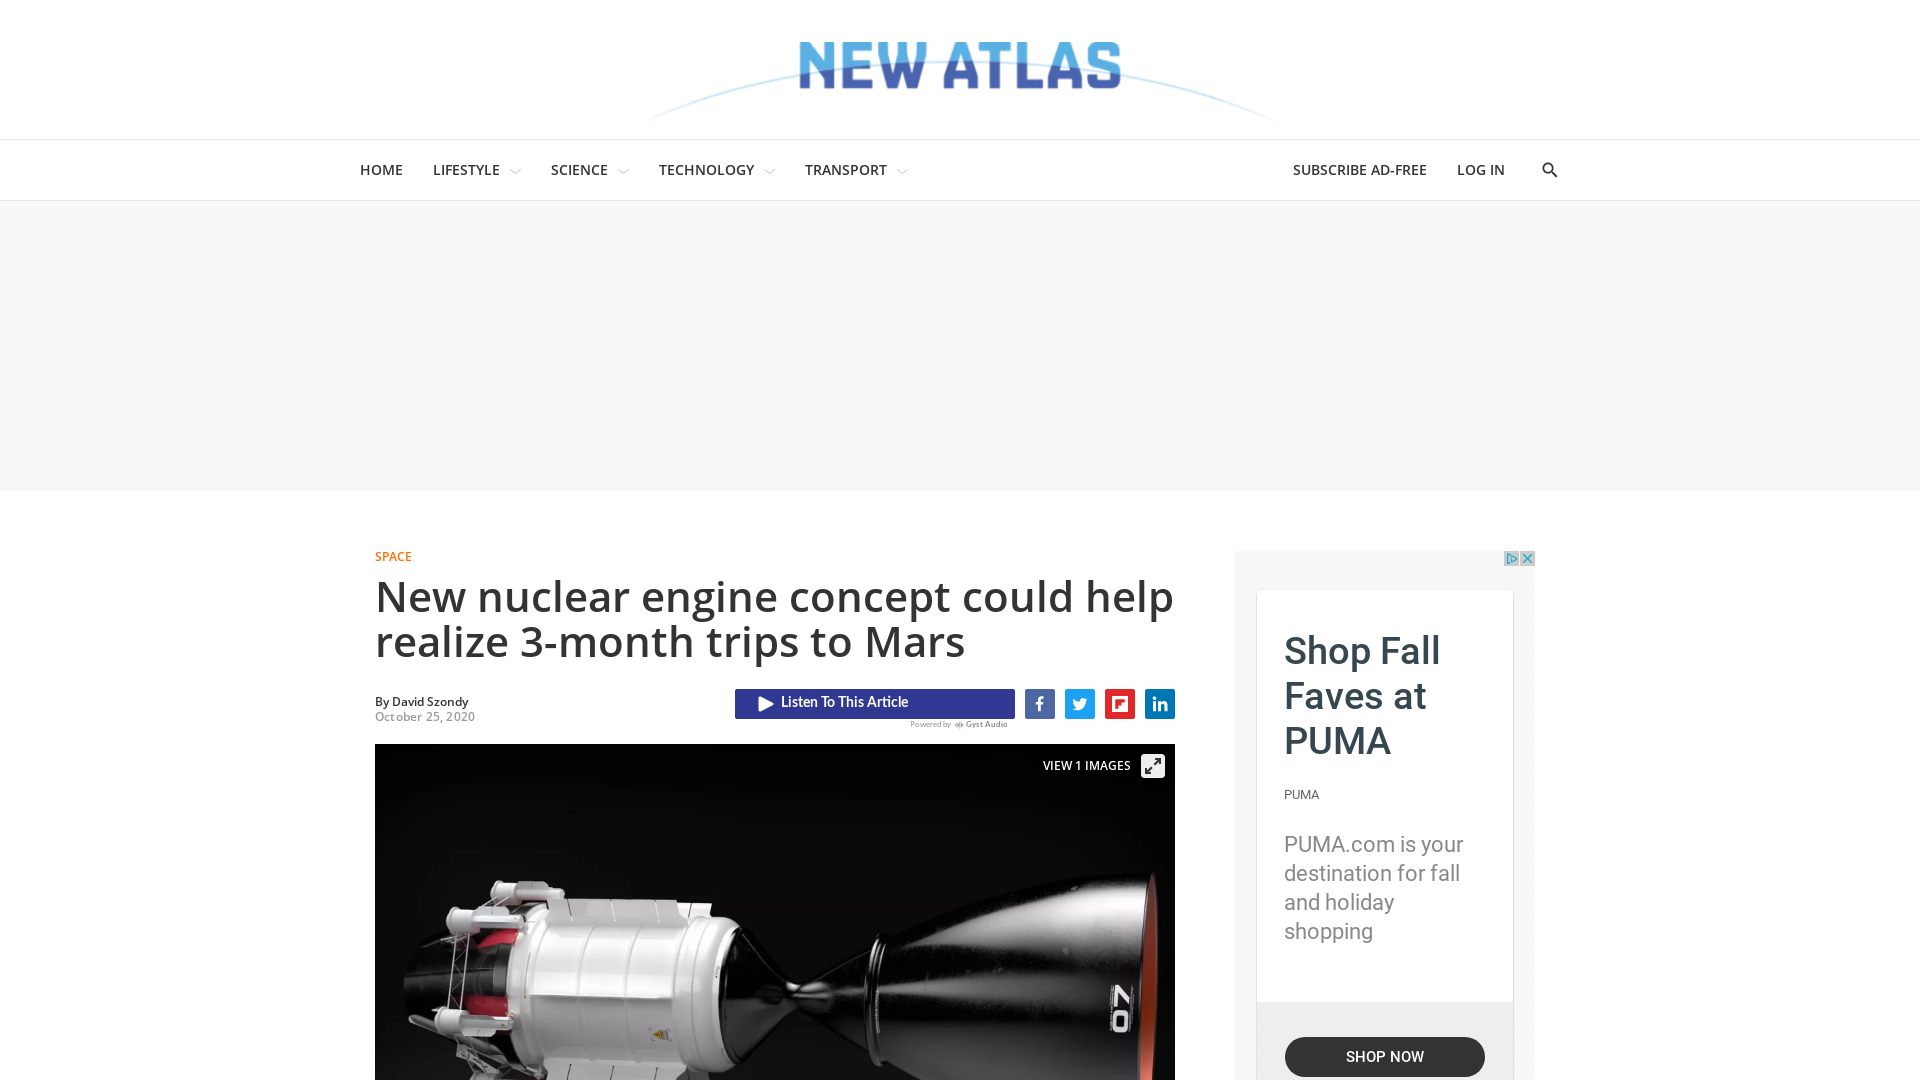 NEW ATLAS
HOME
LIFESTYLE
SCIENCE
TECHNOLOGY
TRANSPORT
SUBSCRIBE AD-FREE
LOG IN
SPACE
New nuclear engine concept could help
realize 3-month trips to Mars
By David Szondy
October 25, 2020
Listen To This Article
Powered by Gyst Audio
VIEW 1 IMAGES
07
Shop Fall
Faves at
PUMA
PUMA
PUMA.com is your
destination for fall
and holiday
shopping
SHOP NOW